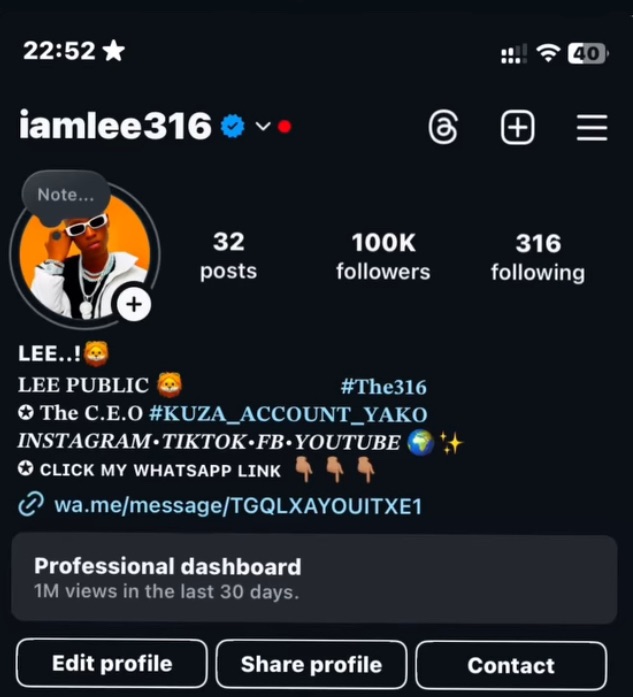 22:52
40
iamlee316
Note...
32 100K 316
posts followers following
LEE..!🦁
LEE PUBLIC 🦁 #The316
✪ The C.E.O #KUZA_ACCOUNT_YAKO
INSTAGRAM•TIKTOK•FB•YOUTUBE 🌍✨
✪ CLICK MY WHATSAPP LINK 👇🏽👇🏽👇🏽
wa.me/message/TGQLXAYOUITXE1
Professional dashboard
1M views in the last 30 days.
Edit profile Share profile Contact